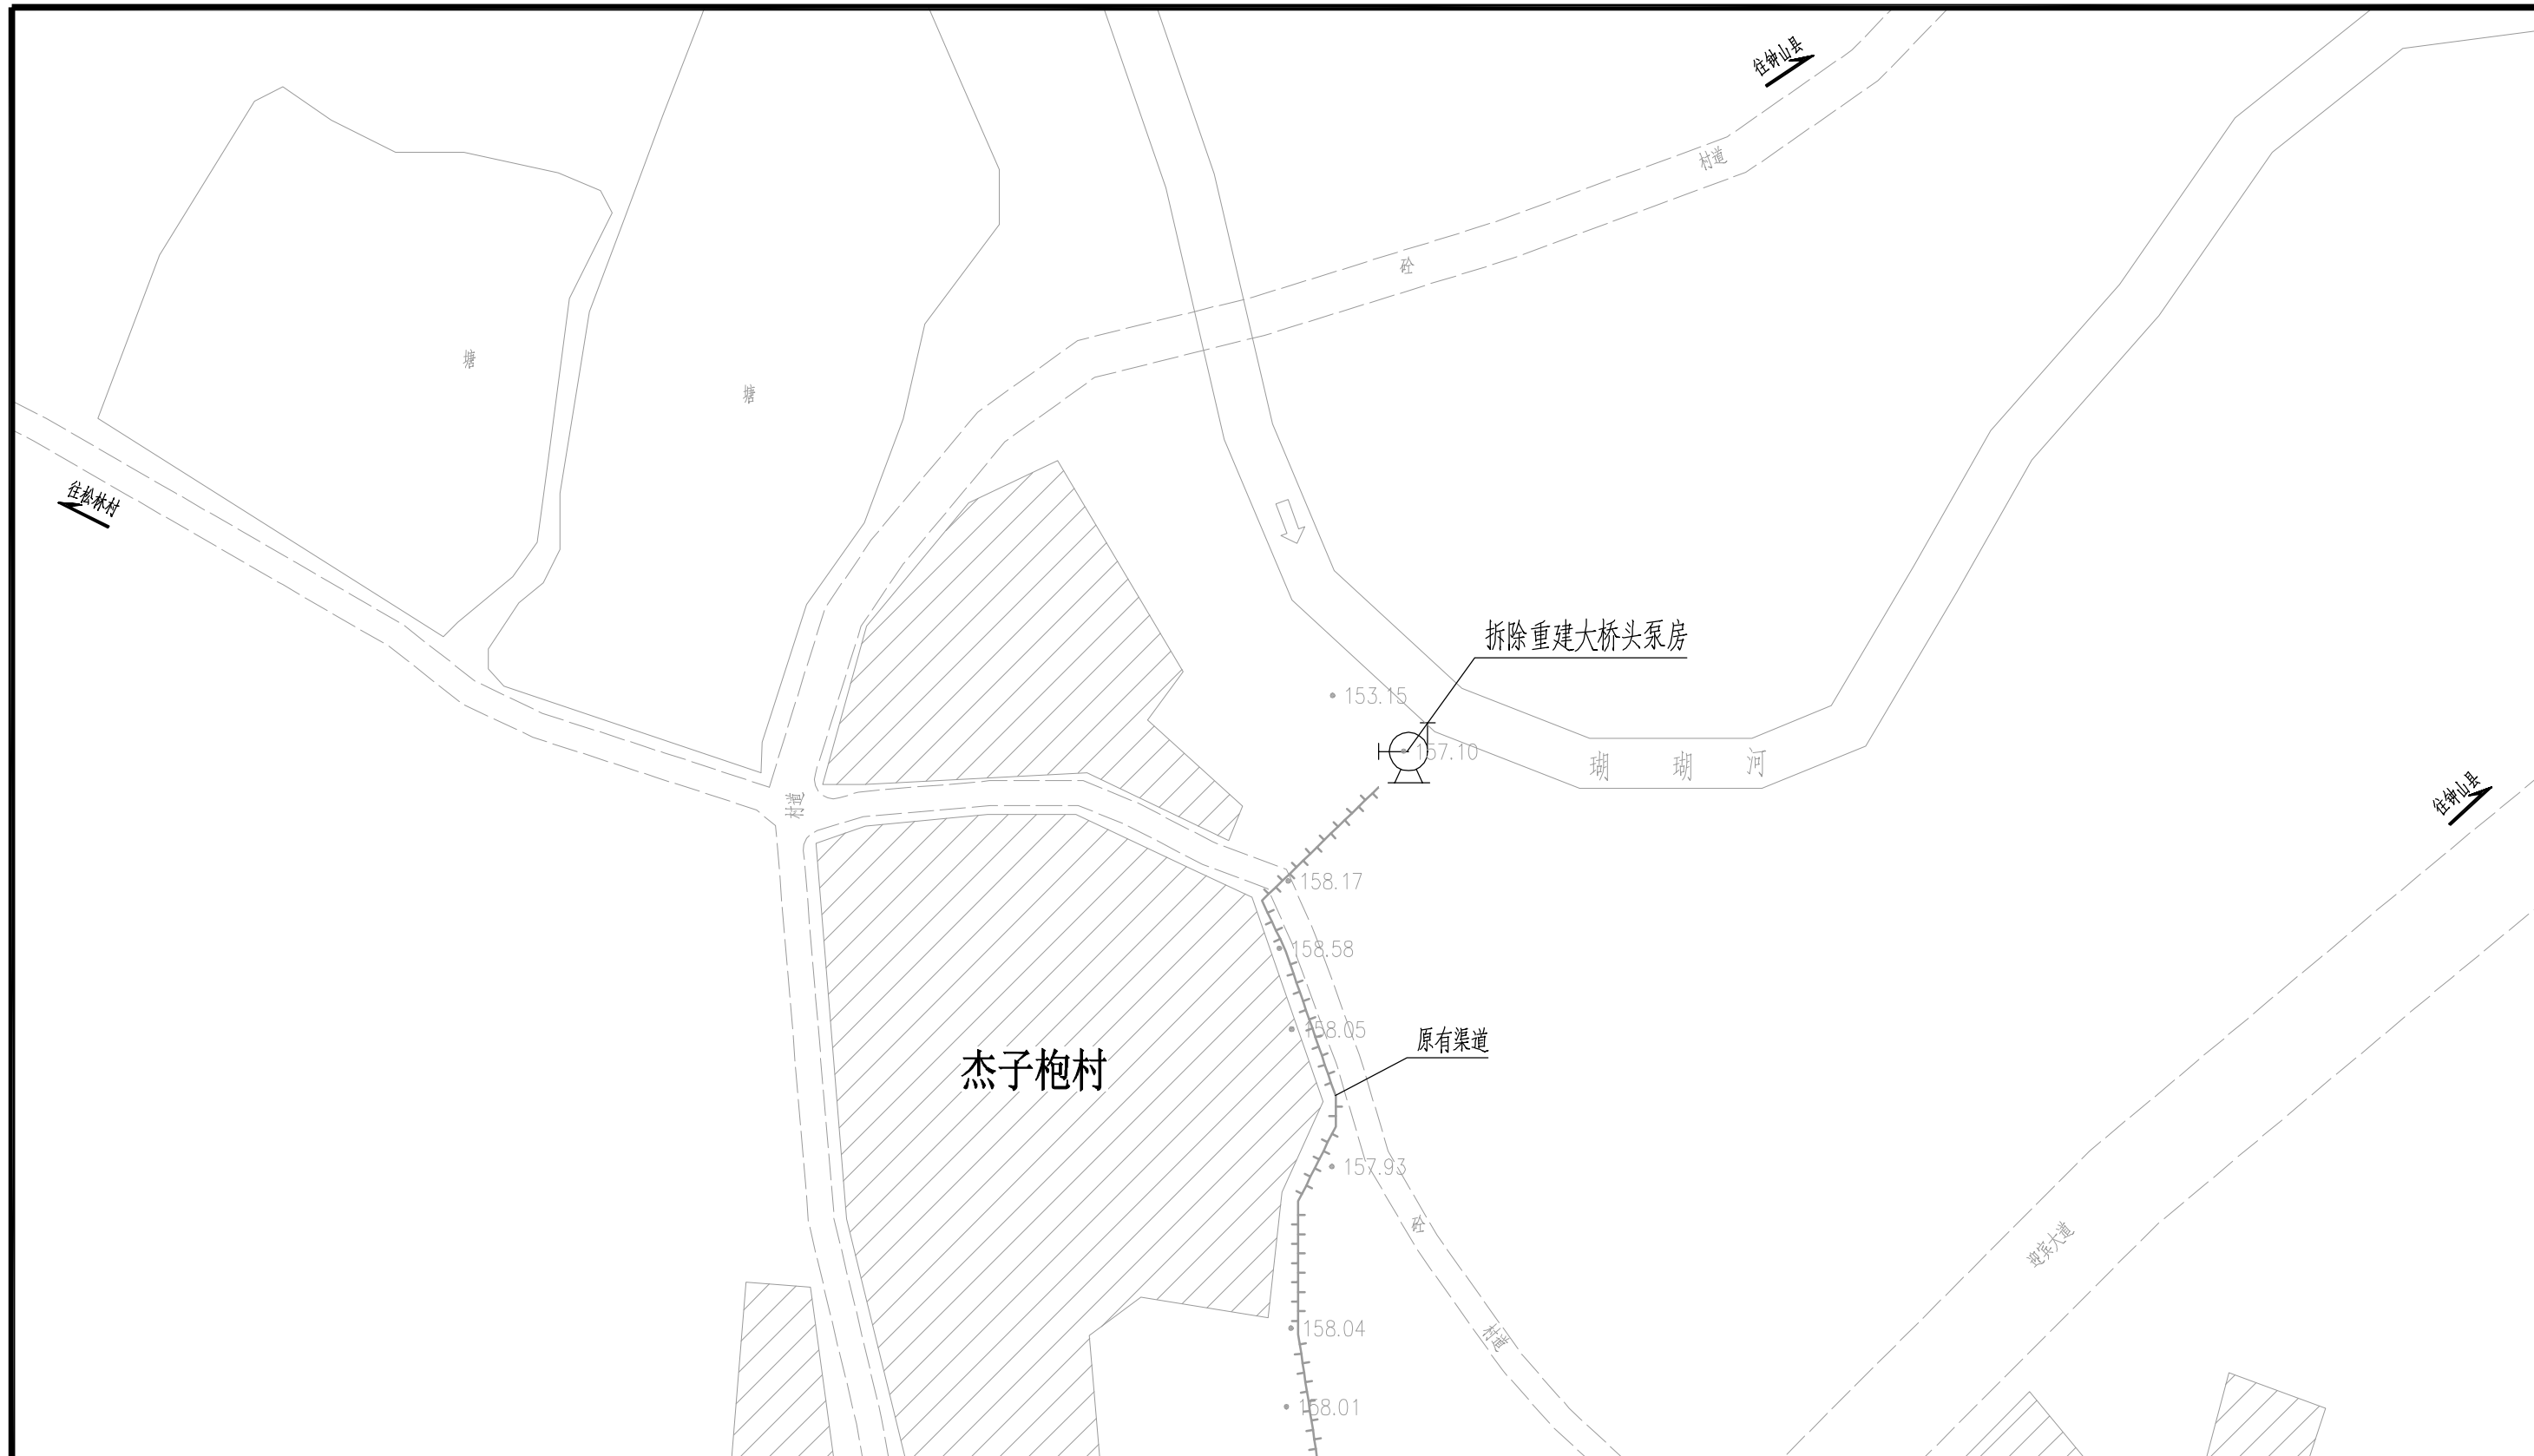 往钟山县
村道
砼
塘
塘
往松林村
拆除重建大桥头泵房
153.15
157.10
瑚瑚河
往钟山县
村道
158.17
158.58
158.05
原有渠道
杰子枹村
157.93
砼
迎宾大道
158.04
村道
158.01